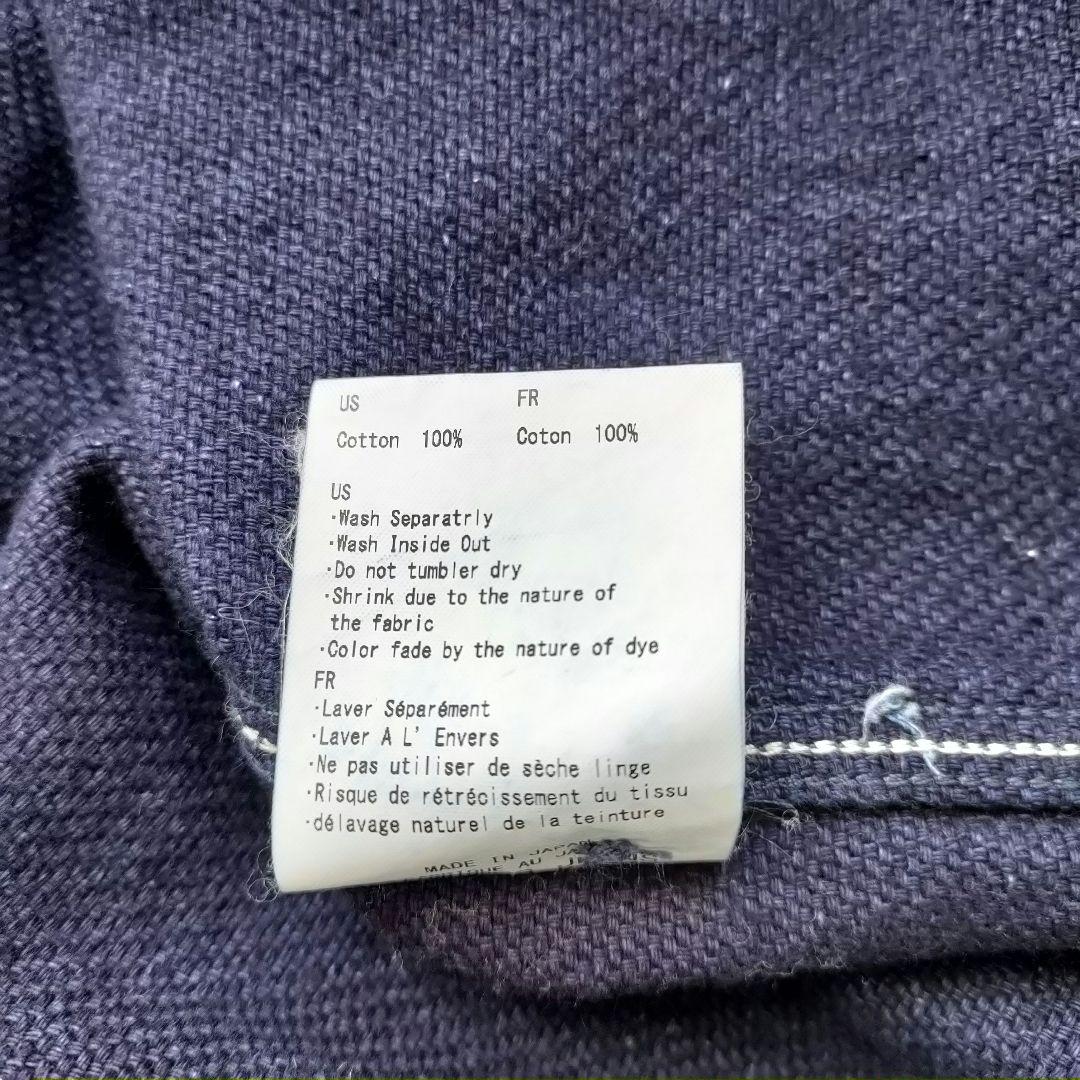 US FR
Cotton 100% Coton 100%
US
·Wash Separatrly
·Wash Inside Out
·Do not tumbler dry
·Shrink due to the nature of
the fabric
·Color fade by the nature of dye
FR
·Laver Séparément
·Laver A L' Envers
·Ne pas utiliser de sèche linge
·Risque de rétrécissement du tissu
·délavage naturel de la teinture
MADE IN JAPAN
AU